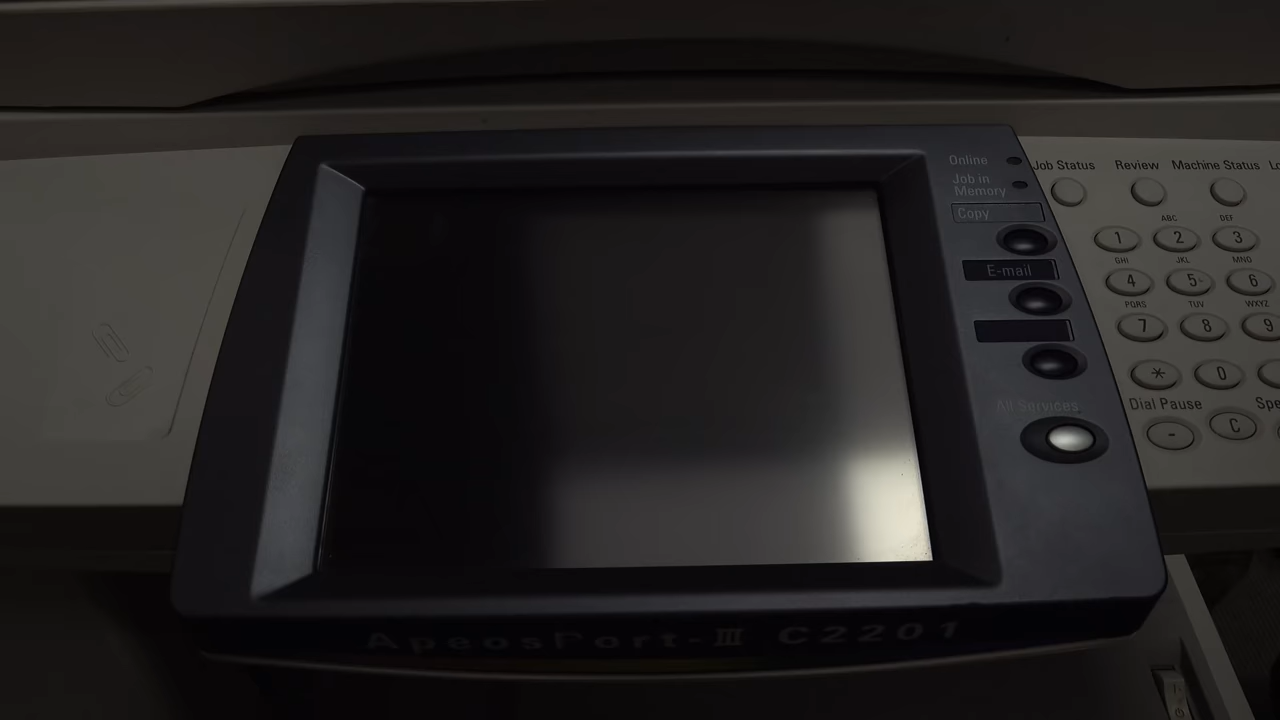 Online
Job in
Memory
Copy
E-mail
All Services
Job Status Review Machine Status
ABC DEF
1 2 3
GHI JKL MNO
4 5 6
PQRS TUV WXYZ
7 8 9
* 0
Dial Pause
- C
ApeosPort-III C2201